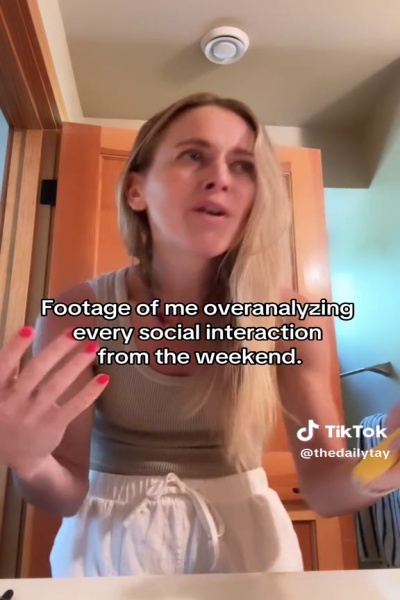 Footage of me overanalyzing
every social interaction
from the weekend.
TikTok
@thedailytay